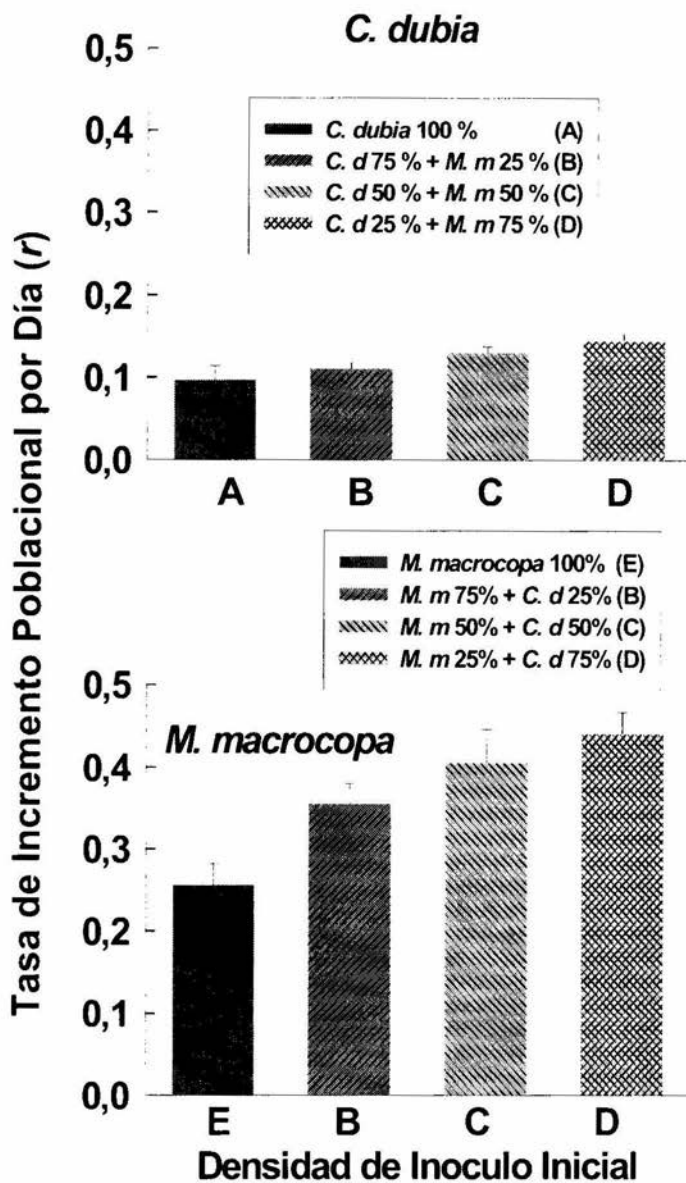 C. dubia
0,5
0,4
0,3
0,2
0,1
0,0
C. dubia 100 % (A)
C. d 75 % + M. m 25 % (B)
C. d 50 % + M. m 50 % (C)
C. d 25 % + M. m 75 % (D)
A B C D
Tasa de Incremento Poblacional por Día (r)
M. macrocopa 100% (E)
M. m 75% + C. d 25% (B)
M. m 50% + C. d 50% (C)
M. m 25% + C. d 75% (D)
M. macrocopa
0,5
0,4
0,3
0,2
0,1
0,0
E B C D
Densidad de Inoculo Inicial